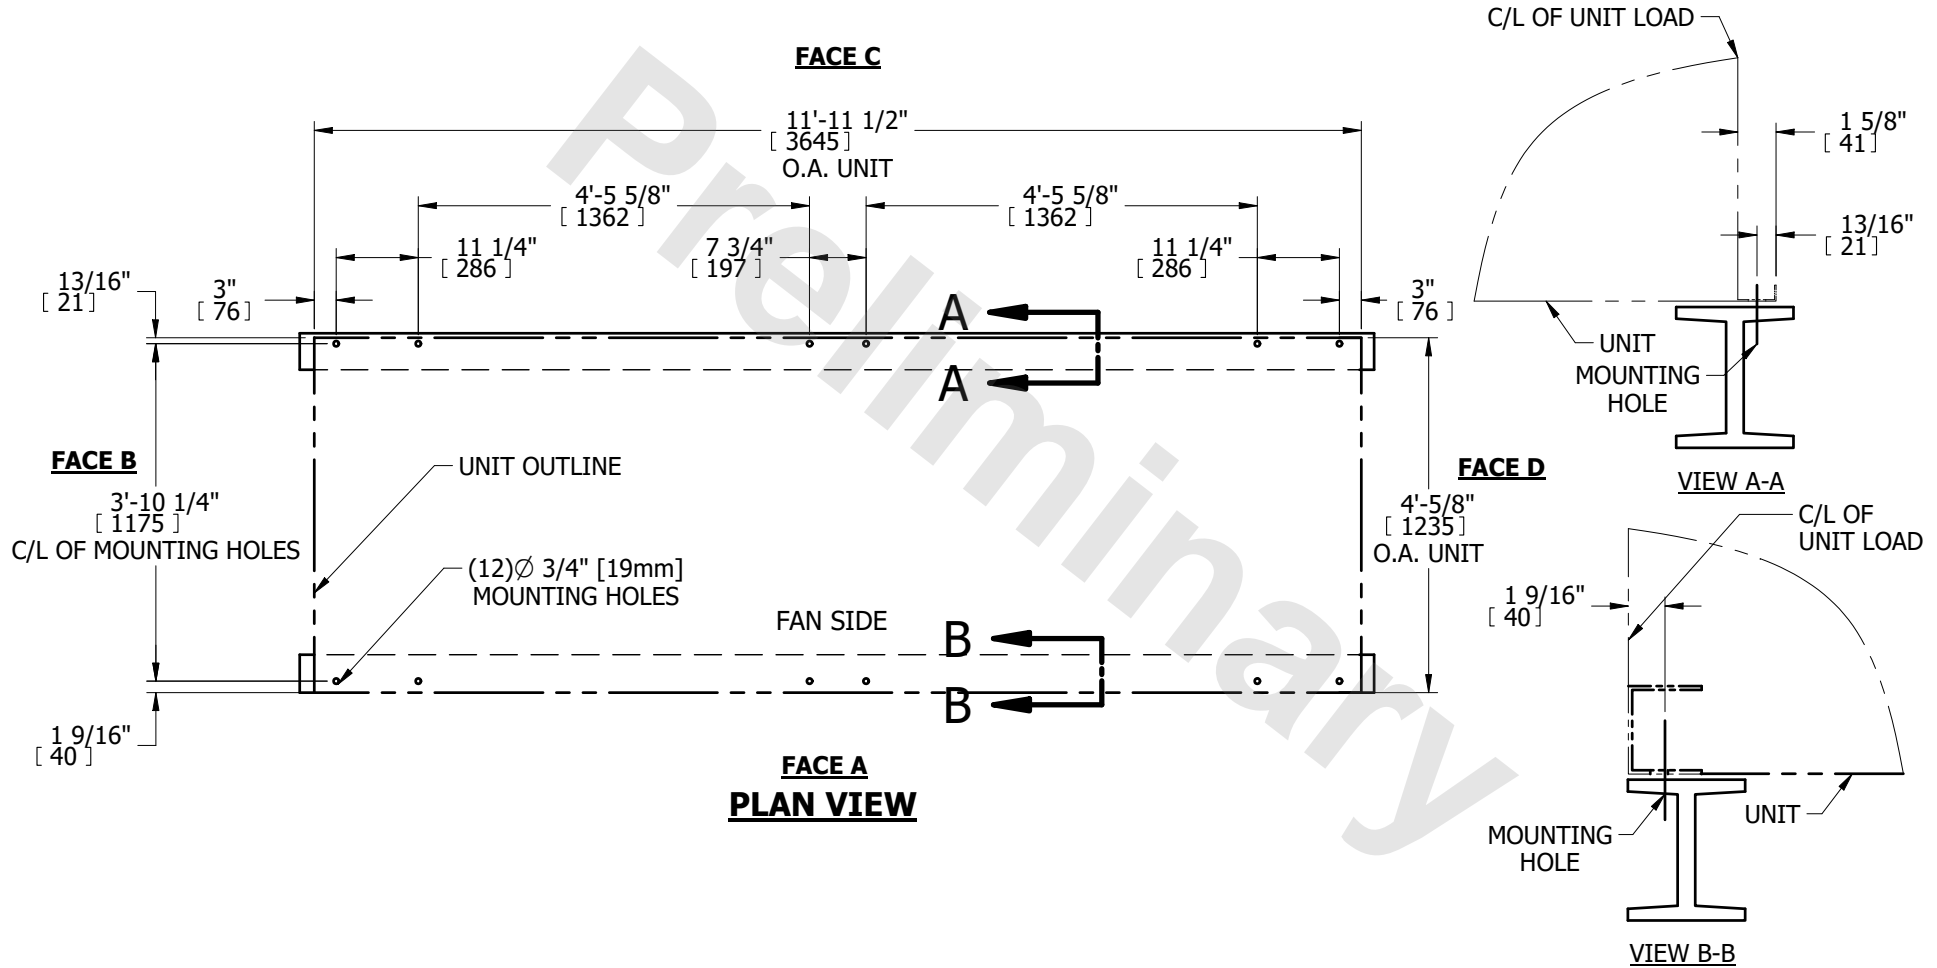 C/L OF UNIT LOAD
FACE C
11'-11 1/2"
[ 3645 ]
O.A. UNIT
1 5/8"
[ 41 ]
4'-5 5/8"
[ 1362 ]
4'-5 5/8"
[ 1362 ]
13/16"
[ 21 ]
11 1/4"
[ 286 ]
7 3/4"
[ 197 ]
11 1/4"
[ 286 ]
13/16"
[ 21 ]
3"
[ 76 ]
3"
[ 76 ]
A
A
UNIT
MOUNTING
HOLE
VIEW A-A
FACE B
UNIT OUTLINE
FACE D
3'-10 1/4"
[ 1175 ]
C/L OF MOUNTING HOLES
4'-5/8"
[ 1235 ]
O.A. UNIT
C/L OF
UNIT LOAD
(12)Ø 3/4" [19mm]
MOUNTING HOLES
1 9/16"
[ 40 ]
FAN SIDE
B
B
1 9/16"
[ 40 ]
FACE A
PLAN VIEW
UNIT
MOUNTING
HOLE
VIEW B-B
Preliminary